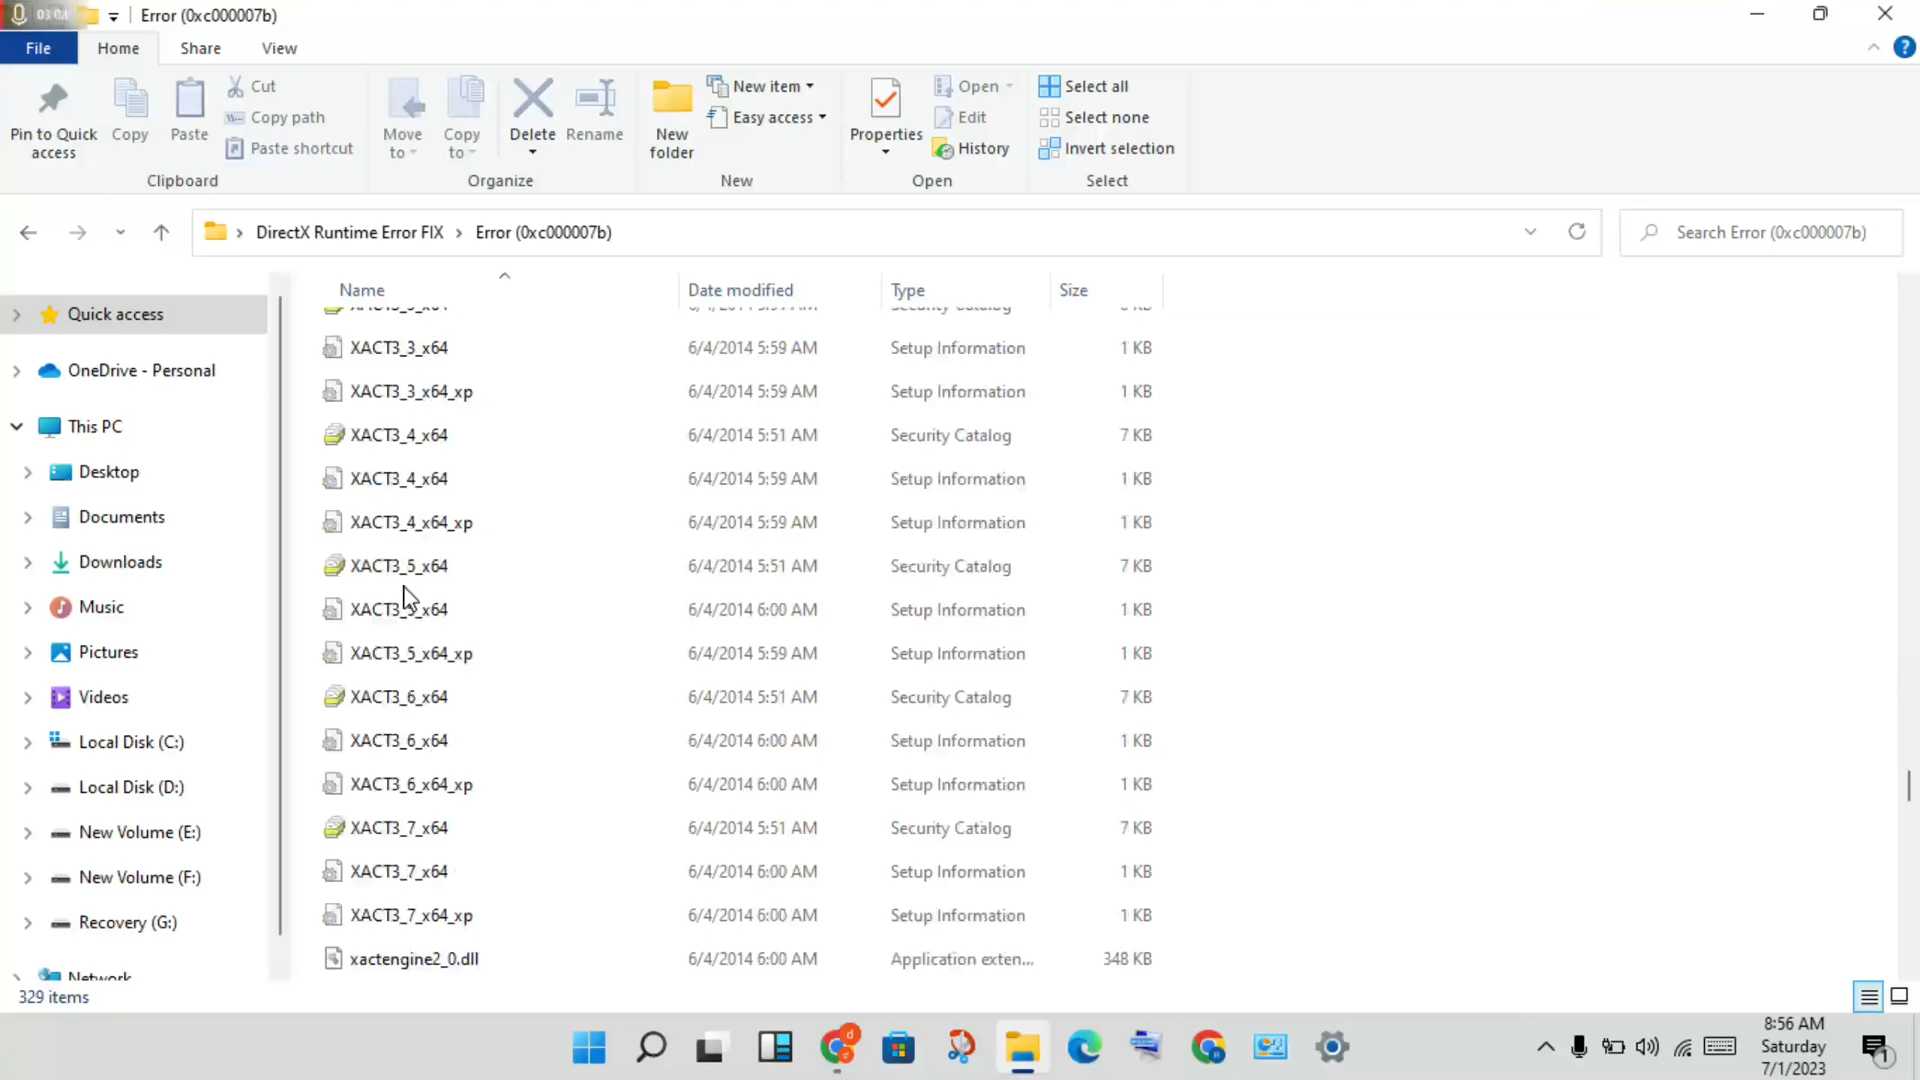 03:03
Error (0xc000007b)
File Home Share View
Pin to Quick access
Copy
Paste
Cut
Copy path
Paste shortcut
Clipboard
Move to
Copy to
Delete
Rename
Organize
New folder
New item
Easy access
New
Properties
Open
Edit
History
Open
Select all
Select none
Invert selection
Select
DirectX Runtime Error FIX > Error (0xc000007b)
Search Error (0xc000007b)
Name Date modified Type Size
Quick access
OneDrive - Personal
This PC
Desktop
Documents
Downloads
Music
Pictures
Videos
Local Disk (C:)
Local Disk (D:)
New Volume (E:)
New Volume (F:)
Recovery (G:)
Network
XACT3_3_x64 6/4/2014 5:59 AM Setup Information 1 KB
XACT3_3_x64_xp 6/4/2014 5:59 AM Setup Information 1 KB
XACT3_4_x64 6/4/2014 5:51 AM Security Catalog 7 KB
XACT3_4_x64 6/4/2014 5:59 AM Setup Information 1 KB
XACT3_4_x64_xp 6/4/2014 5:59 AM Setup Information 1 KB
XACT3_5_x64 6/4/2014 5:51 AM Security Catalog 7 KB
XACT3_5_x64 6/4/2014 6:00 AM Setup Information 1 KB
XACT3_5_x64_xp 6/4/2014 5:59 AM Setup Information 1 KB
XACT3_6_x64 6/4/2014 5:51 AM Security Catalog 7 KB
XACT3_6_x64 6/4/2014 6:00 AM Setup Information 1 KB
XACT3_6_x64_xp 6/4/2014 6:00 AM Setup Information 1 KB
XACT3_7_x64 6/4/2014 5:51 AM Security Catalog 7 KB
XACT3_7_x64 6/4/2014 6:00 AM Setup Information 1 KB
XACT3_7_x64_xp 6/4/2014 6:00 AM Setup Information 1 KB
xactengine2_0.dll 6/4/2014 6:00 AM Application exten... 348 KB
329 items
8:56 AM
Saturday
7/1/2023
1